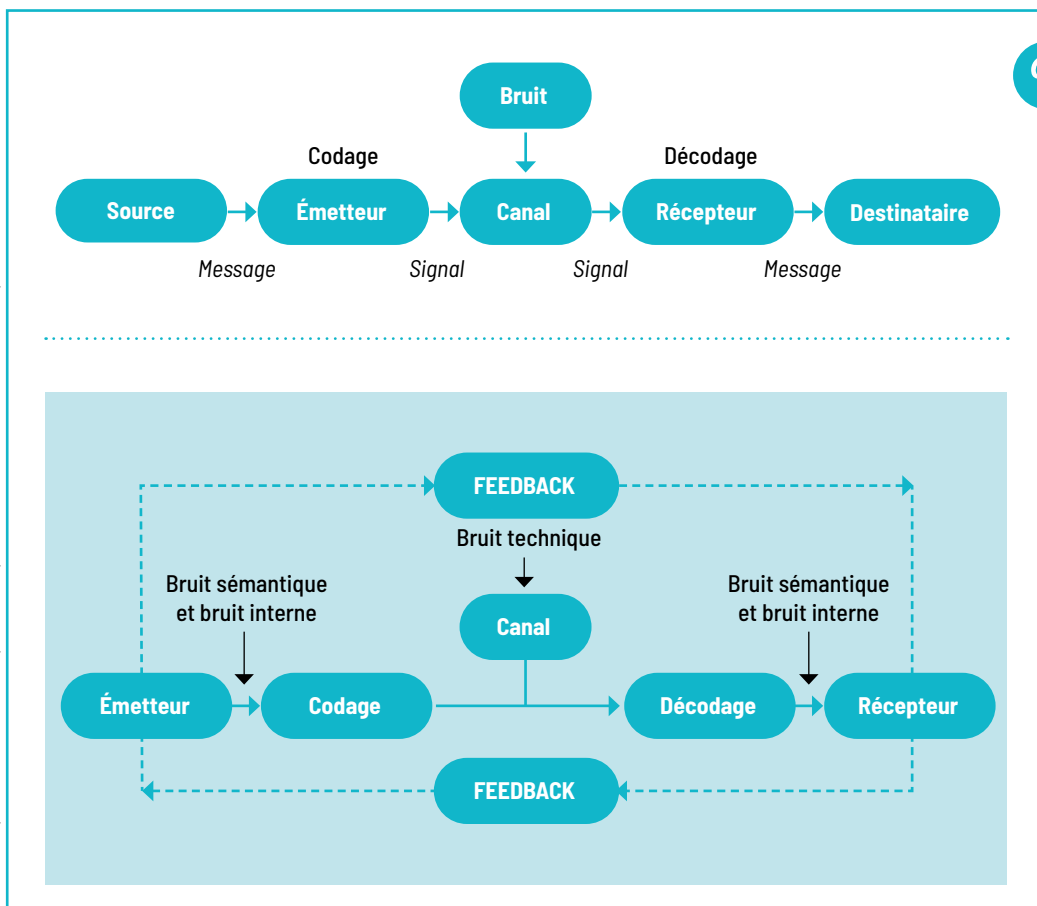 Bruit
Codage
Décodage
Source
Émetteur
Canal
Récepteur
Destinataire
Message
Signal
Signal
Message
FEEDBACK
Bruit technique
Bruit sémantique
et bruit interne
Bruit sémantique
et bruit interne
Canal
Émetteur
Codage
Décodage
Récepteur
FEEDBACK